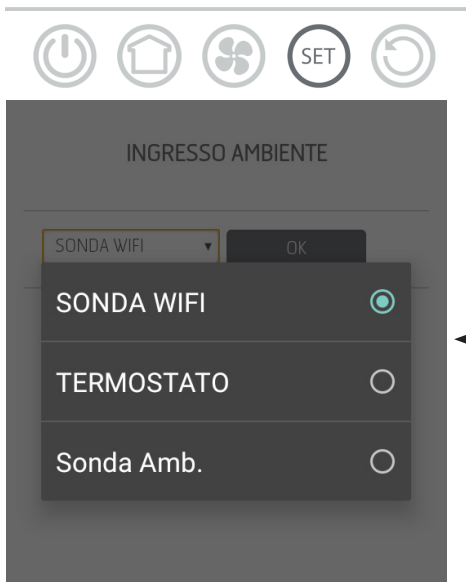 SET
INGRESSO AMBIENTE
SONDA WIFI OK
SONDA WIFI
TERMOSTATO
Sonda Amb.